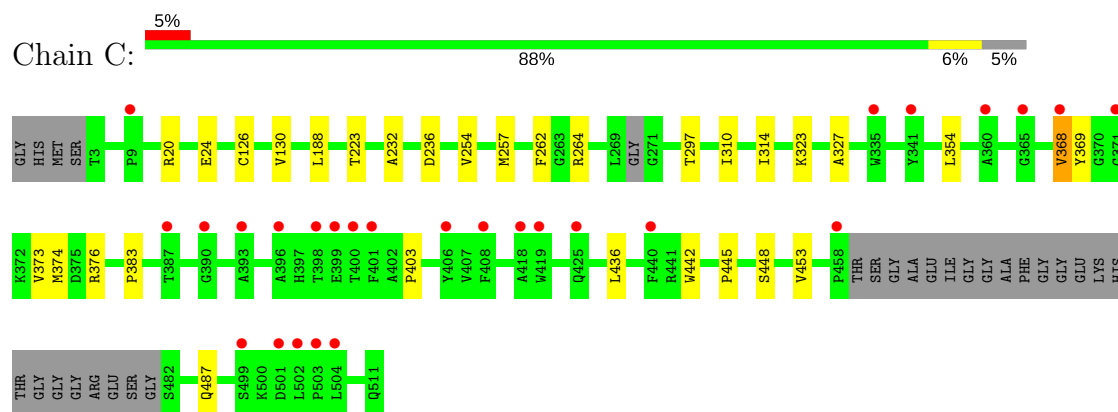 5%
Chain C:
88% 6% 5%
GLY HIS MET SER T3 P9 R20 E24 C126 V130 L188 T223 A232 D236 V254 M257 F262 G263 R264 L269 GLY G271 T297 I310 I314 K323 A327 W335 Y341 L354 A360 G365 V368 Y369 G370
K372 V373 M374 D375 R376 P383 T387 G390 A393 A396 H397 T398 E399 T400 F401 A402 P403 Y406 V407 F408 A418 W419 Q425 L436 F440 R441 W442 P445 S448 V453 P458 THR SER GLY ALA GLU ILE GLY GLY ALA PHE GLY GLY GLU LYS HIS
THR GLY GLY GLY ARG GLU SER GLY S482 Q487 S499 K500 D501 L502 P503 L504 Q511